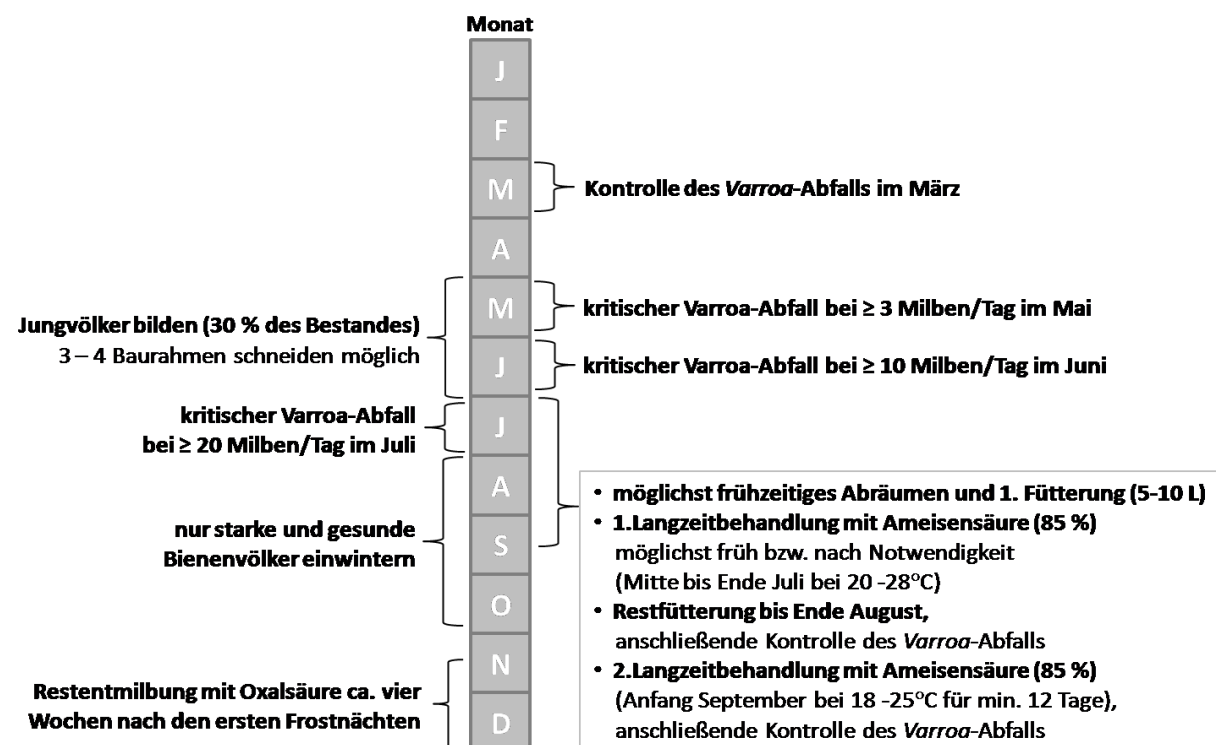 Monat
J
F
M
Kontrolle des Varroa-Abfalls im März
A
M
kritischer Varroa-Abfall bei ≥ 3 Milben/Tag im Mai
Jungvölker bilden (30 % des Bestandes)
3 – 4 Baurahmen schneiden möglich
J
kritischer Varroa-Abfall bei ≥ 10 Milben/Tag im Juni
kritischer Varroa-Abfall
bei ≥ 20 Milben/Tag im Juli
J
A
nur starke und gesunde
Bienenvölker einwintern
S
O
N
Restentmilbung mit Oxalsäure ca. vier
Wochen nach den ersten Frostnächten
D
• möglichst frühzeitiges Abräumen und 1. Fütterung (5-10 L)
• 1.Langzeitbehandlung mit Ameisensäure (85 %)
möglichst früh bzw. nach Notwendigkeit
(Mitte bis Ende Juli bei 20 -28°C)
• Restfütterung bis Ende August,
anschließende Kontrolle des Varroa-Abfalls
• 2.Langzeitbehandlung mit Ameisensäure (85 %)
(Anfang September bei 18 -25°C für min. 12 Tage),
anschließende Kontrolle des Varroa-Abfalls